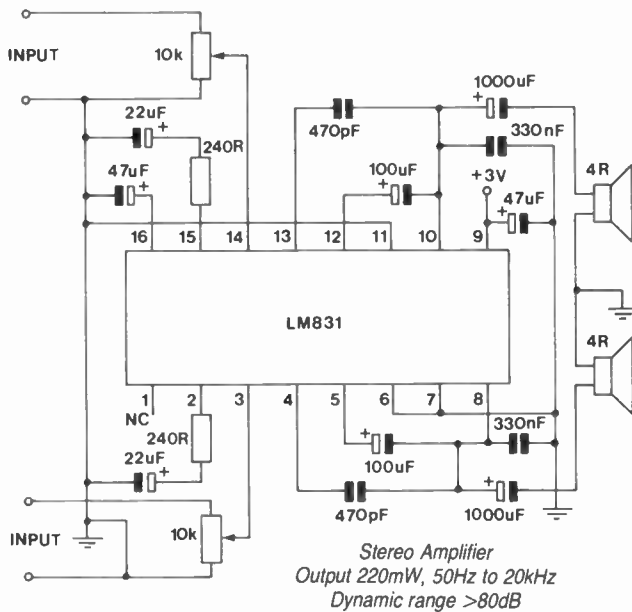 INPUT
10k
22uF
+
240R
47uF
+
470pF
100uF
+
1000uF
+
330nF
+3V
47uF
+
4R
16 15 14 13 12 11 10 9
LM831
4R
1 2 3 4 5 6 7 8
NC
240R
22uF
+
+
100uF
330nF
470pF
+
1000uF
INPUT
10k
Stereo Amplifier
Output 220mW, 50Hz to 20kHz
Dynamic range >80dB